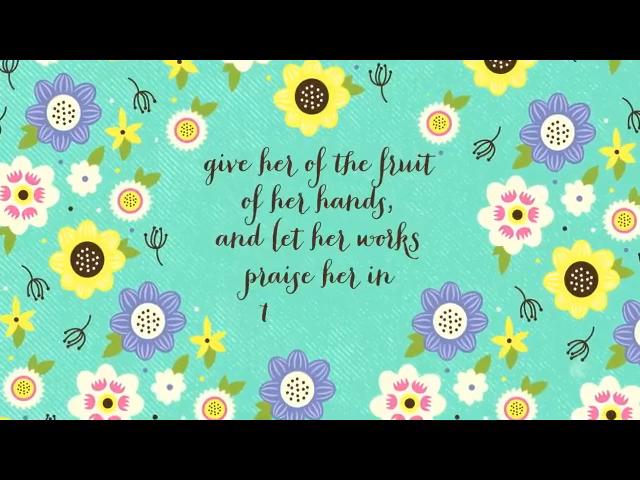 give her of the fruit
of her hands,
and let her works
praise her in
t